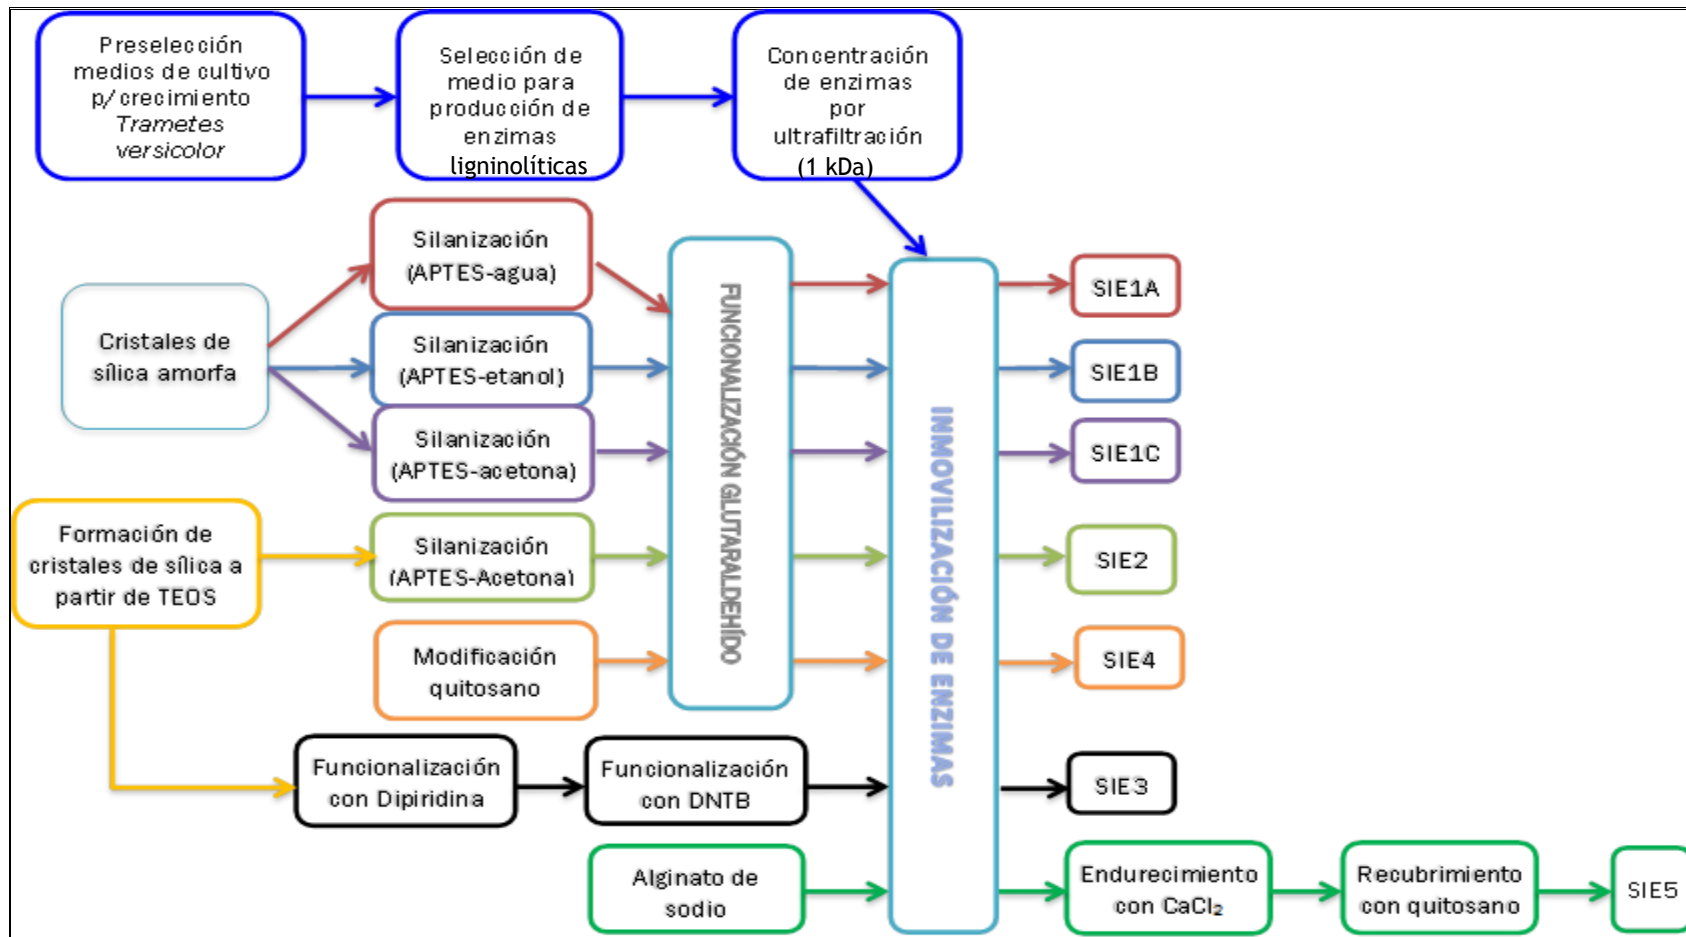 Preselección
medios de cultivo
p/crecimiento
Trametes
versicolor
Selección de
medio para
producción de
enzimas
ligninolíticas
Concentración
de enzimas
por
ultrafiltración
(1 kDa)
Cristales de
sílica amorfa
Silanización
(APTES-agua)
Silanización
(APTES-etanol)
Silanización
(APTES-acetona)
Formación de
cristales de sílica a
partir de TEOS
Silanización
(APTES-Acetona)
Modificación
quitosano
FUNCIONALIZACIÓN GLUTARALDEHÍDO
INMOVILIZACIÓN DE ENZIMAS
SIE1A
SIE1B
SIE1C
SIE2
SIE4
Funcionalización
con Dipiridina
Funcionalización
con DNTB
SIE3
Alginato de
sodio
Endurecimiento
con CaCl₂
Recubrimiento
con quitosano
SIE5